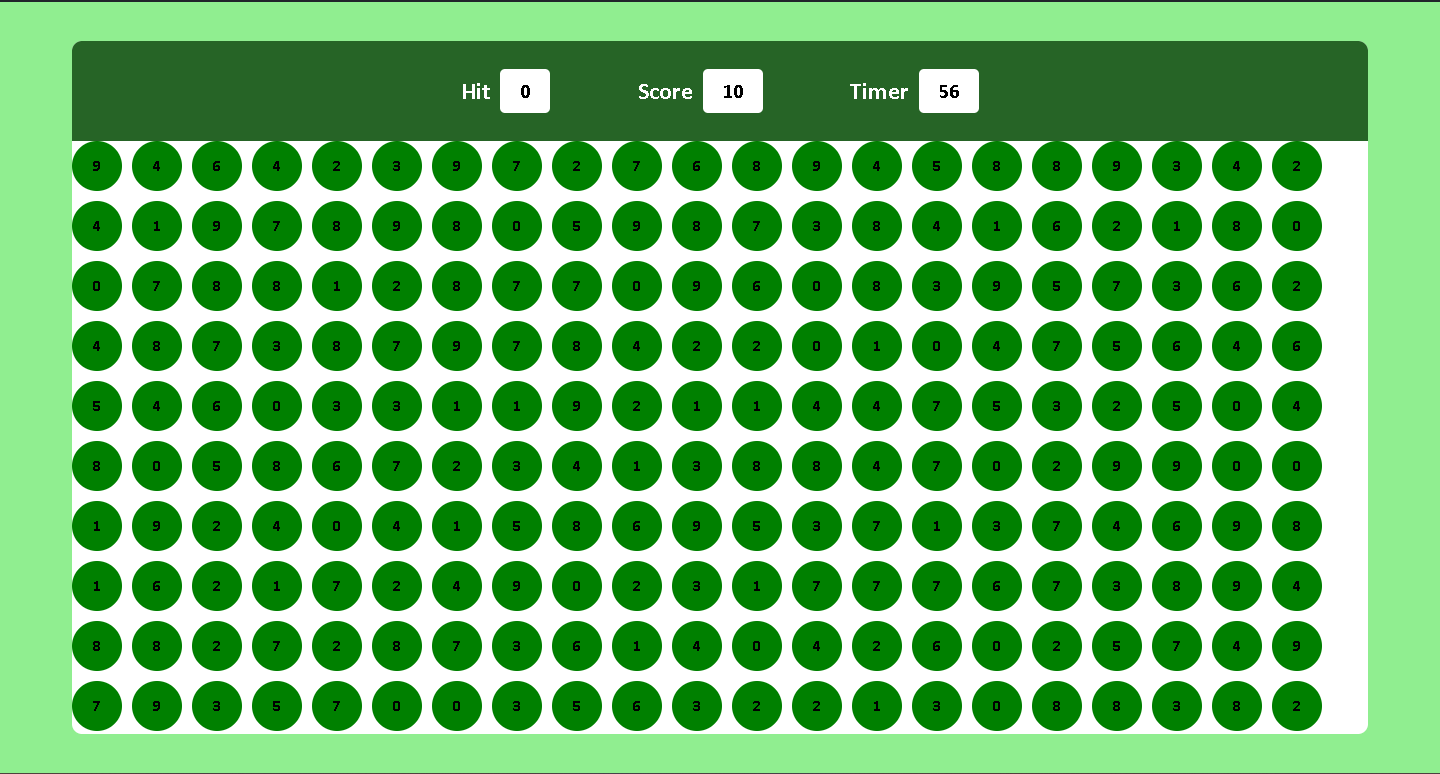 Hit 0 Score 10 Timer 56
9 4 6 4 2 3 9 7 2 7 6 8 9 4 5 8 8 9 3 4 2
4 1 9 7 8 9 8 0 5 9 8 7 3 8 4 1 6 2 1 8 0
0 7 8 8 1 2 8 7 7 0 9 6 0 8 3 9 5 7 3 6 2
4 8 7 3 8 7 9 7 8 4 2 2 0 1 0 4 7 5 6 4 6
5 4 6 0 3 3 1 1 9 2 1 1 4 4 7 5 3 2 5 0 4
8 0 5 8 6 7 2 3 4 1 3 8 8 4 7 0 2 9 9 0 0
1 9 2 4 0 4 1 5 8 6 9 5 3 7 1 3 7 4 6 9 8
1 6 2 1 7 2 4 9 0 2 3 1 7 7 7 6 7 3 8 9 4
8 8 2 7 2 8 7 3 6 1 4 0 4 2 6 0 2 5 7 4 9
7 9 3 5 7 0 0 3 5 6 3 2 2 1 3 0 8 8 3 8 2